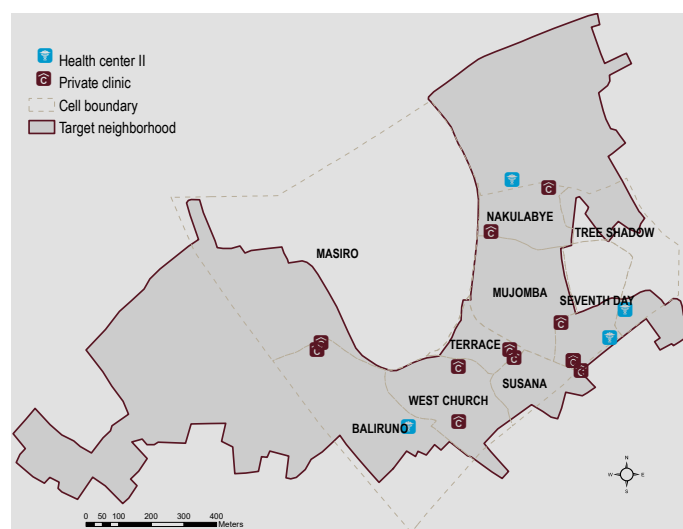 Health center II
C Private clinic
Cell boundary
Target neighborhood
C
NAKULABYE
C
TREE SHADOW
MASIRO
MUJOMBA
SEVENTH DAY
C
TERRACE
C
C
C
C
C
C
SUSANA
WEST CHURCH
BALIRUNO
C
N
W E
S
0 50 100 200 300 400
Meters